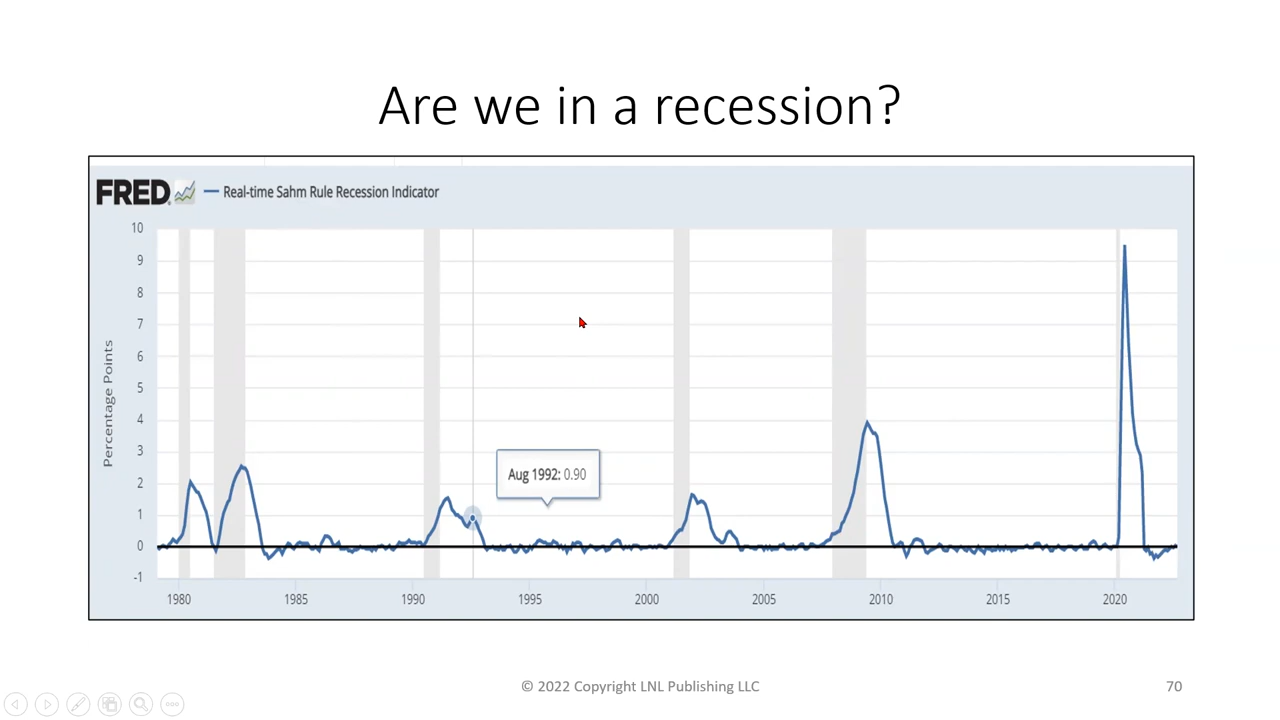 Are we in a recession?
FRED
Real-time Sahm Rule Recession Indicator
Percentage Points
10
9
8
7
6
5
4
3
2
1
0
-1
Aug 1992: 0.90
1980 1985 1990 1995 2000 2005 2010 2015 2020
© 2022 Copyright LNL Publishing LLC
70